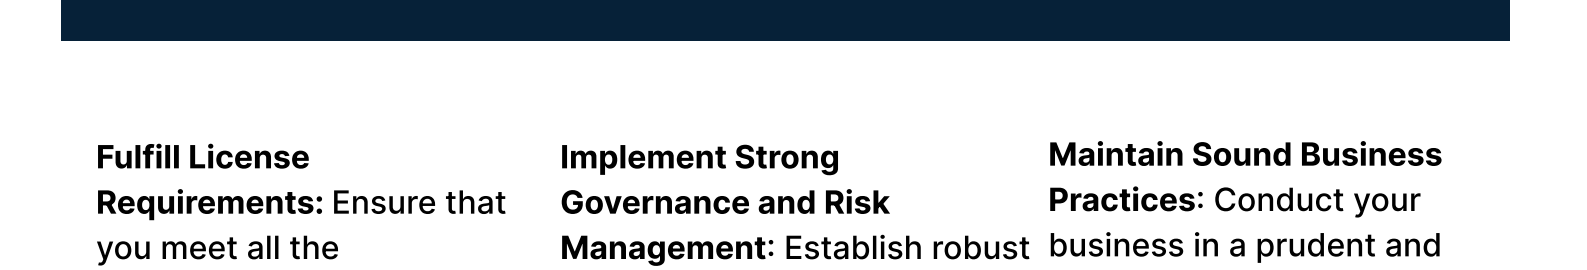 Fulfill License
Requirements: Ensure that
you meet all the
Implement Strong
Governance and Risk
Management: Establish robust
Maintain Sound Business
Practices: Conduct your
business in a prudent and